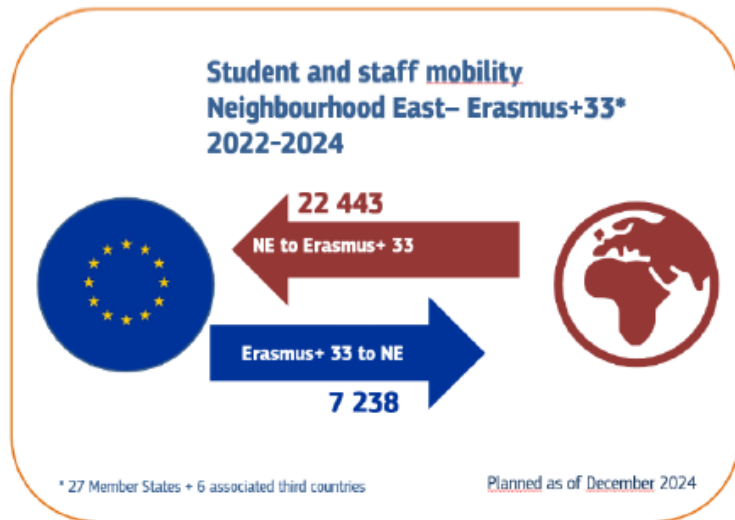 Student and staff mobility
Neighbourhood East– Erasmus+33*
2022-2024
22 443
NE to Erasmus+ 33
Erasmus+ 33 to NE
7 238
* 27 Member States + 6 associated third countries
Planned as of December 2024